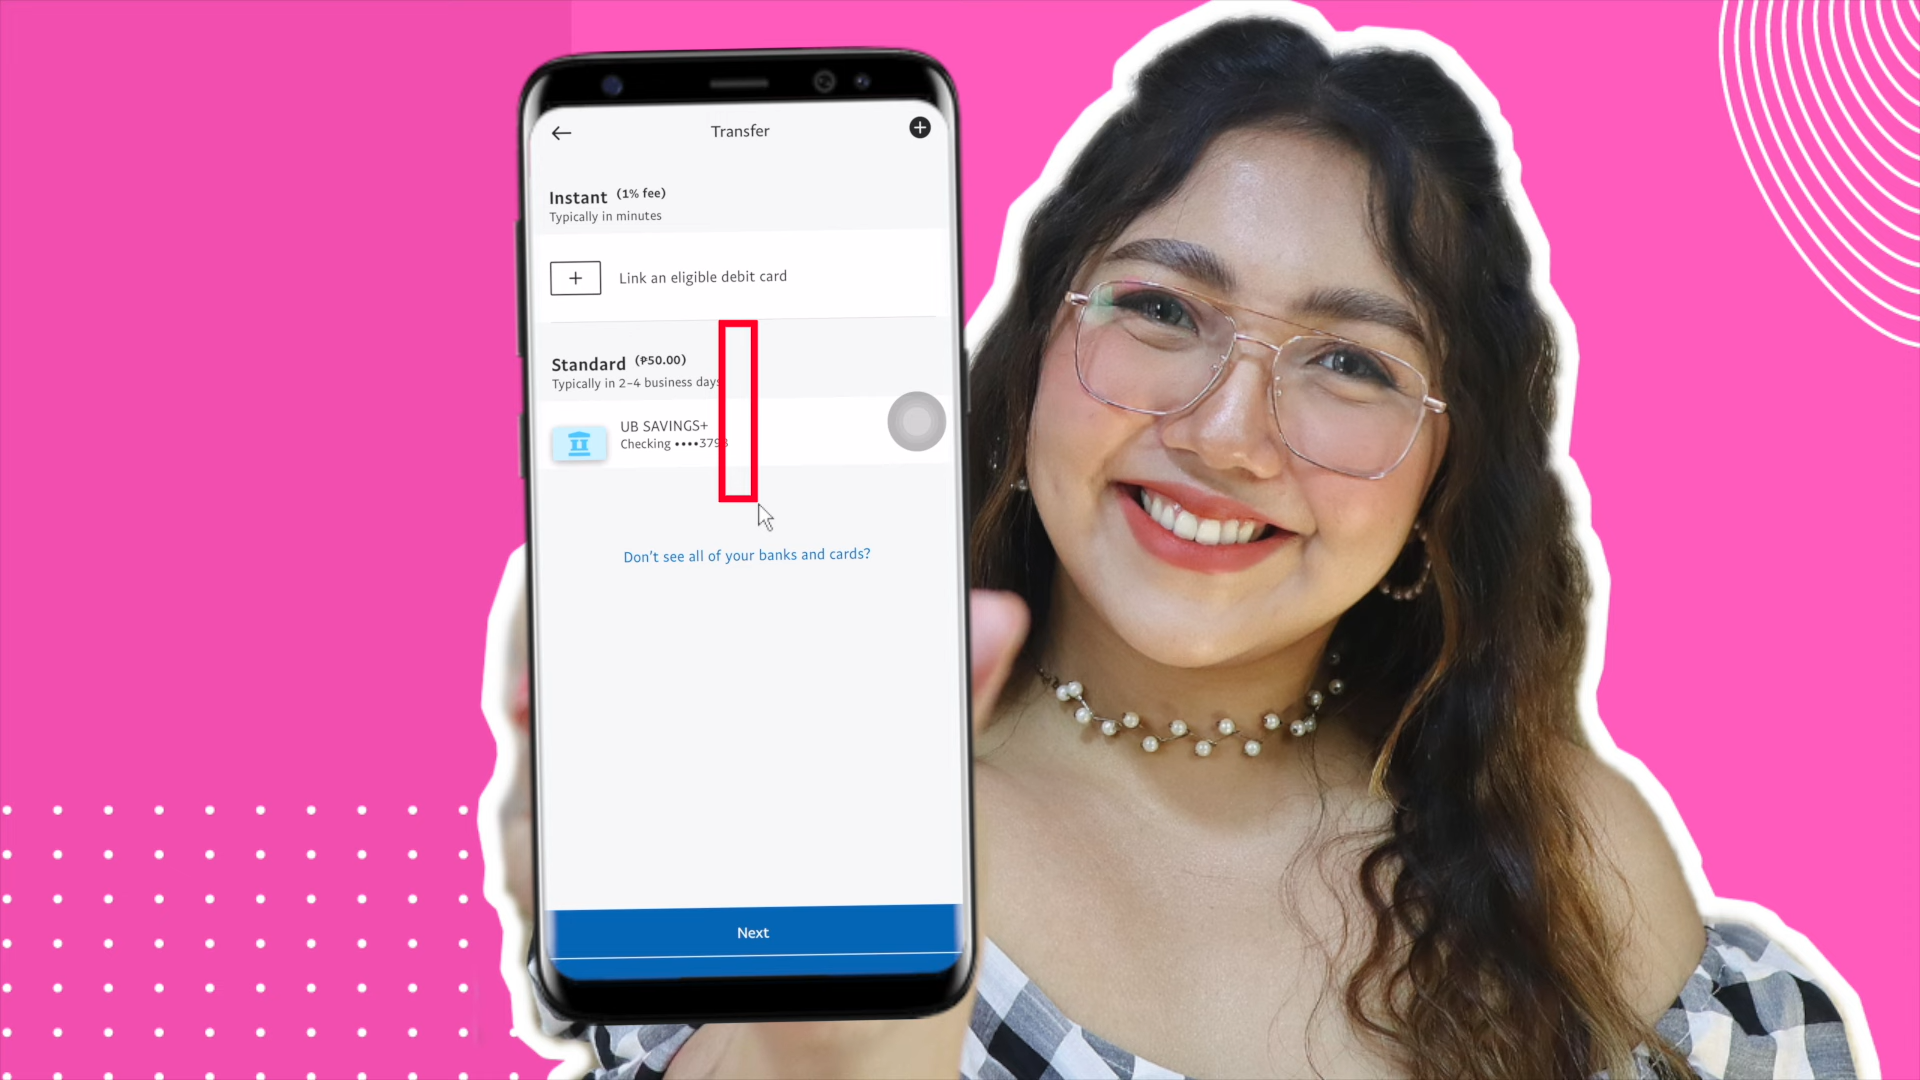 Transfer
Instant (1% fee)
Typically in minutes
Link an eligible debit card
Standard (₱50.00)
Typically in 2–4 business days
UB SAVINGS+
Checking ••••3793
Don't see all of your banks and cards?
Next